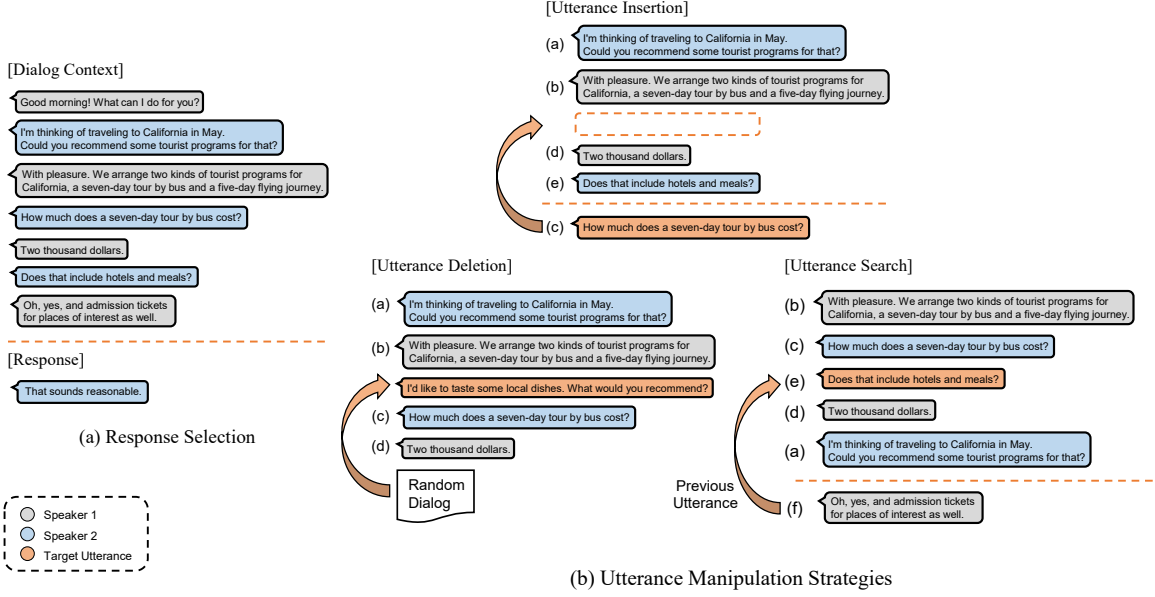 [Dialog Context]
Good morning! What can I do for you?
I'm thinking of traveling to California in May.
Could you recommend some tourist programs for that?
With pleasure. We arrange two kinds of tourist programs for
California, a seven-day tour by bus and a five-day flying journey.
How much does a seven-day tour by bus cost?
Two thousand dollars.
Does that include hotels and meals?
Oh, yes, and admission tickets
for places of interest as well.
[Response]
That sounds reasonable.
(a) Response Selection
Speaker 1
Speaker 2
Target Utterance
[Utterance Insertion]
(a) I'm thinking of traveling to California in May.
Could you recommend some tourist programs for that?
(b) With pleasure. We arrange two kinds of tourist programs for
California, a seven-day tour by bus and a five-day flying journey.
(d) Two thousand dollars.
(e) Does that include hotels and meals?
(c) How much does a seven-day tour by bus cost?
[Utterance Deletion]
(a) I'm thinking of traveling to California in May.
Could you recommend some tourist programs for that?
(b) With pleasure. We arrange two kinds of tourist programs for
California, a seven-day tour by bus and a five-day flying journey.
I'd like to taste some local dishes. What would you recommend?
(c) How much does a seven-day tour by bus cost?
(d) Two thousand dollars.
Random
Dialog
[Utterance Search]
(b) With pleasure. We arrange two kinds of tourist programs for
California, a seven-day tour by bus and a five-day flying journey.
(c) How much does a seven-day tour by bus cost?
(e) Does that include hotels and meals?
(d) Two thousand dollars.
(a) I'm thinking of traveling to California in May.
Could you recommend some tourist programs for that?
Previous
Utterance
(f) Oh, yes, and admission tickets
for places of interest as well.
(b) Utterance Manipulation Strategies